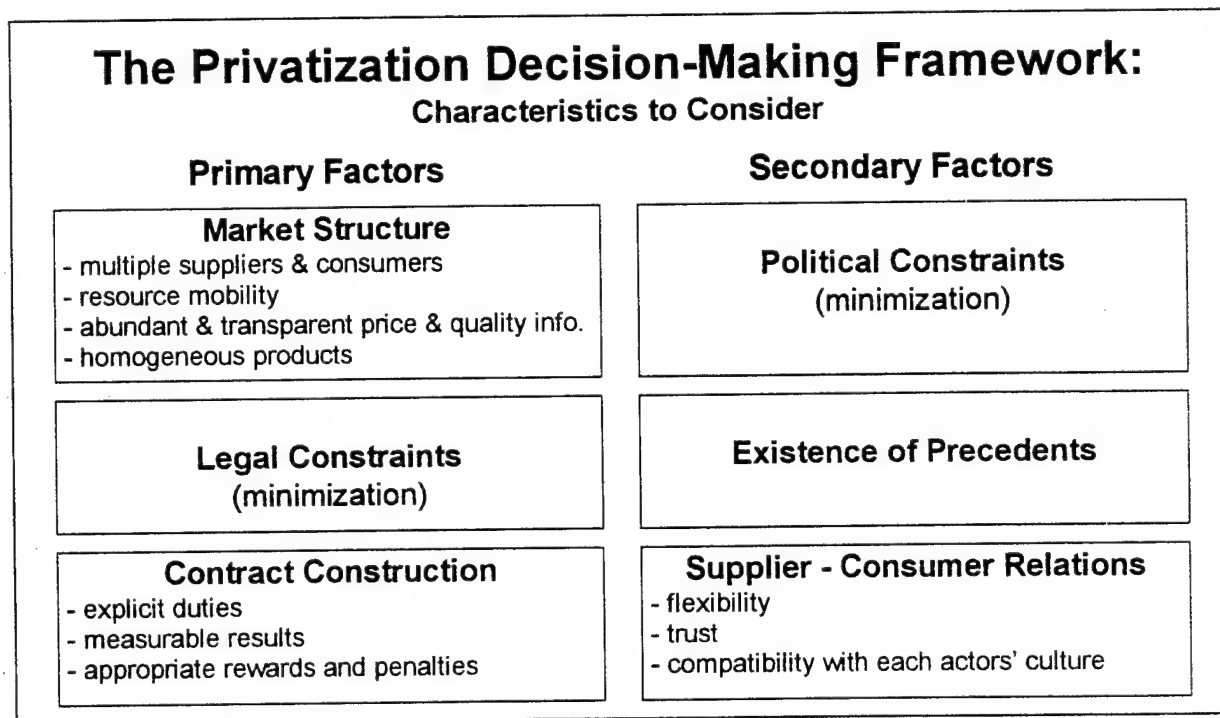 The Privatization Decision-Making Framework:
Characteristics to Consider
Primary Factors
Market Structure
- multiple suppliers & consumers
- resource mobility
- abundant & transparent price & quality info.
- homogeneous products
Legal Constraints
(minimization)
Contract Construction
- explicit duties
- measurable results
- appropriate rewards and penalties
Secondary Factors
Political Constraints
(minimization)
Existence of Precedents
Supplier - Consumer Relations
- flexibility
- trust
- compatibility with each actors' culture